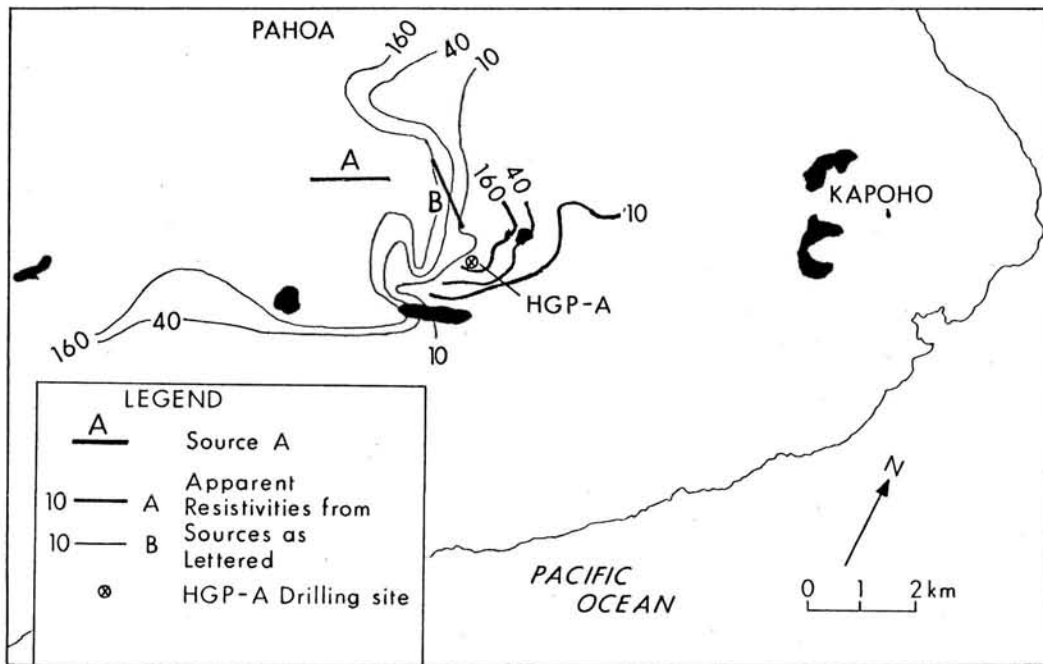 PAHOA
160
40
10
A
B
160
40
10
KAPOHO
HGP-A
160
40
10
LEGEND
A
Source A
10 A Apparent
Resistivities from
10 B Sources as
Lettered
HGP-A Drilling site
N
PACIFIC
OCEAN
0 1 2 km